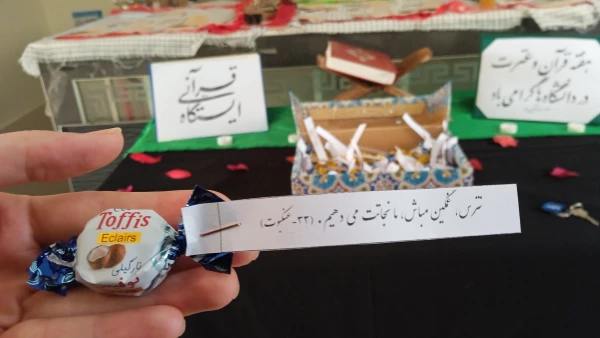 ایستگاه قرآنی
هفته قرآن و عترت
در دانشگاه ها گرامی باد
نترس، غمگین مباش، ما نجاتت می دهیم. (۳۳-عنکبوت)
Toffis
Eclairs
نارگیلی